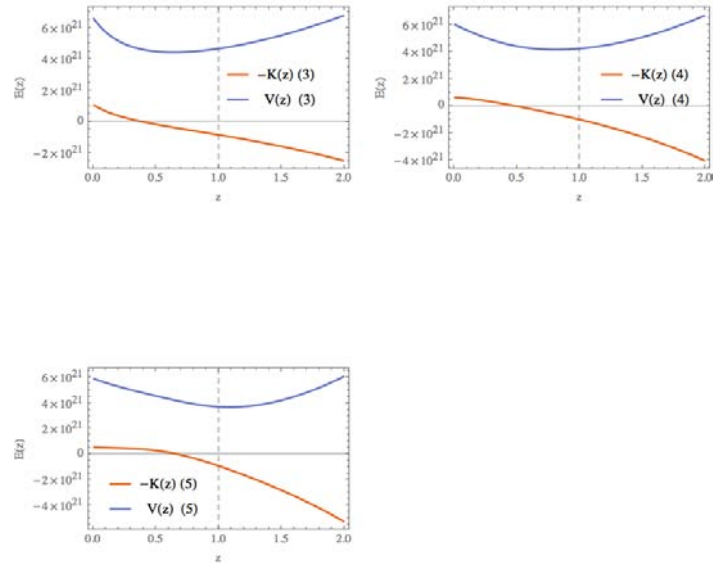 6×10²¹
4×10²¹
2×10²¹
0
−2×10²¹
E(z)
−K(z) (3)
V(z) (3)
0.0 0.5 1.0 1.5 2.0
z
6×10²¹
4×10²¹
2×10²¹
0
−2×10²¹
−4×10²¹
E(z)
−K(z) (4)
V(z) (4)
0.0 0.5 1.0 1.5 2.0
z
6×10²¹
4×10²¹
2×10²¹
0
−2×10²¹
−4×10²¹
E(z)
−K(z) (5)
V(z) (5)
0.0 0.5 1.0 1.5 2.0
z